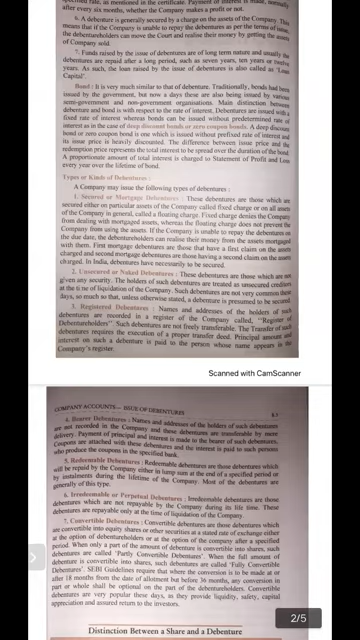 specified rate, as mentioned in the certificate. Payment of interest is made, normally
after every six months, whether the Company makes a profit or not.
6. A debenture is generally secured by a charge on the assets of the Company. This
means that if the Company is unable to repay the debentures as per the terms of issue,
the debentureholders can move the Court and realise their money by getting the assets
of Company sold.
7. Funds raised by the issue of debentures are of long term nature and usually the
debentures are repaid after a long period, such as seven years, ten years or twelve
years. As such, the loan raised by the issue of debentures is also called as 'Loan
Capital'.
Bond : It is very much similar to that of debenture. Traditionally, bonds had been
issued by the government, but now a days these are also being issued by various
semi-government and non-government organisations. Main distinction between
debenture and bond is with respect to the rate of interest. Debentures are issued with a
fixed rate of interest whereas bonds can be issued without predetermined rate of
interest as in the case of deep discount bonds or zero coupon bonds. A deep discount
bond or zero coupon bond is one which is issued without prefixed rate of interest and
its issue price is heavily discounted. The difference between issue price and the
redemption price represents the total interest to be spread over the duration of the bond.
A proportionate amount of total interest is charged to Statement of Profit and Loss
every year over the lifetime of bond.
Types or Kinds of Debentures :
A Company may issue the following types of debentures :
1. Secured or Mortgage Debentures : These debentures are those which are
secured either on particular assets of the Company called fixed charge or on all assets
of the Company in general, called a floating charge. Fixed charge denies the Company
from dealing with mortgaged assets, whereas the floating charge does not prevent the
Company from using the assets. If the Company is unable to repay the debentures on
the due date, the debentureholders can realise their money from the assets mortgaged
with them. First mortgage debentures are those that have a first claim on the assets
charged and second mortgage debentures are those having a second claim on the assets
charged. In India, debentures have necessarily to be secured.
2. Unsecured or Naked Debentures : These debentures are those which are not
given any security. The holders of such debentures are treated as unsecured creditors
at the time of liquidation of the Company. Such debentures are not very common these
days, so much so that, unless otherwise stated, a debenture is presumed to be secured.
3. Registered Debentures : Names and addresses of the holders of such
debentures are recorded in a register of the Company called, "Register of
Debentureholders". Such debentures are not freely transferable. The Transfer of such
debentures requires the execution of a proper transfer deed. Principal amount and
interest on such a debenture is paid to the person whose name appears in the
Company's register.
Scanned with CamScanner
COMPANY ACCOUNTS— ISSUE OF DEBENTURES
4. Bearer Debentures : Names and addresses of the holders of such debentures
are not recorded in the Company and these debentures are transferable by mere
delivery. Payment of principal and interest is made to the bearer of such debentures.
Coupons are attached with these debentures and the interest is paid to such persons
who produce the coupons in the specified bank.
5. Redeemable Debentures : Redeemable debentures are those debentures which
will be repaid by the Company either in lump sum at the end of a specified period or
by instalments during the lifetime of the Company. Most of the debentures are
generally of this type.
6. Irredeemable or Perpetual Debentures : Irredeemable debentures are those
debentures which are not repayable by the Company during its life time. These
debentures are repayable only at the time of liquidation of the Company.
7. Convertible Debentures : Convertible debentures are those debentures which
are convertible into equity shares or other securities at a stated rate of exchange either
at the option of debentureholders or at the option of the company after a specified
period. When only a part of the amount of debenture is convertible into shares, such
debentures are called 'Partly Convertible Debentures'. When the full amount of
debenture is convertible into shares, such debentures are called 'Fully Convertible
Debentures'. SEBI Guidelines require that where the conversion is to be made at or
after 18 months from the date of allotment but before 36 months, any conversion in
part or whole shall be optional on the part of the debentureholders. Convertible
debentures are very popular these days, as they provide liquidity, safety, capital
appreciation and assured return to the investors.
2/5
Distinction Between a Share and a Debenture